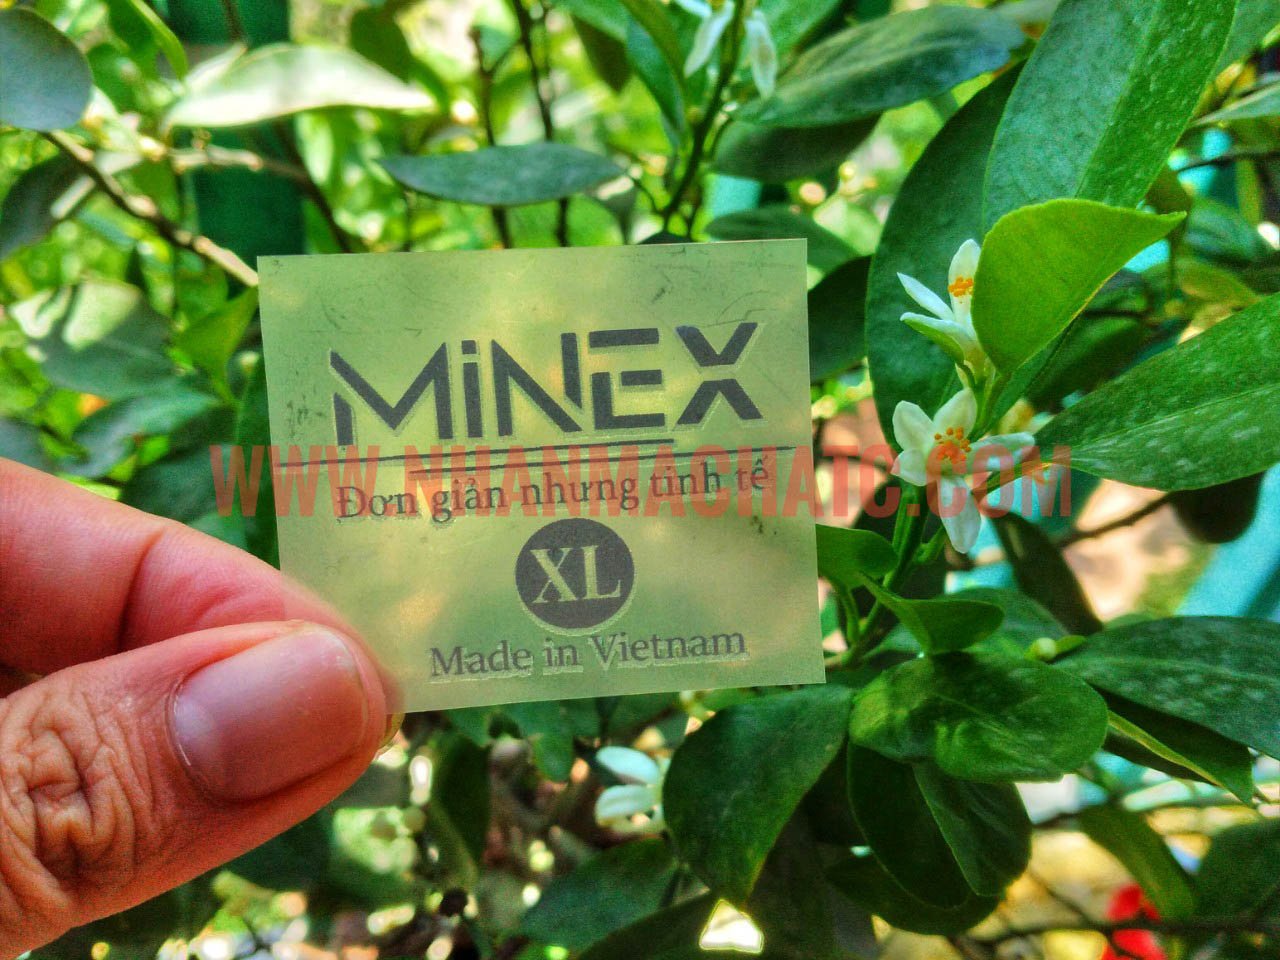 MiNEX
WWW.NHANMACHATC.COM
Đơn giản nhưng tinh tế
XL
Made in Vietnam